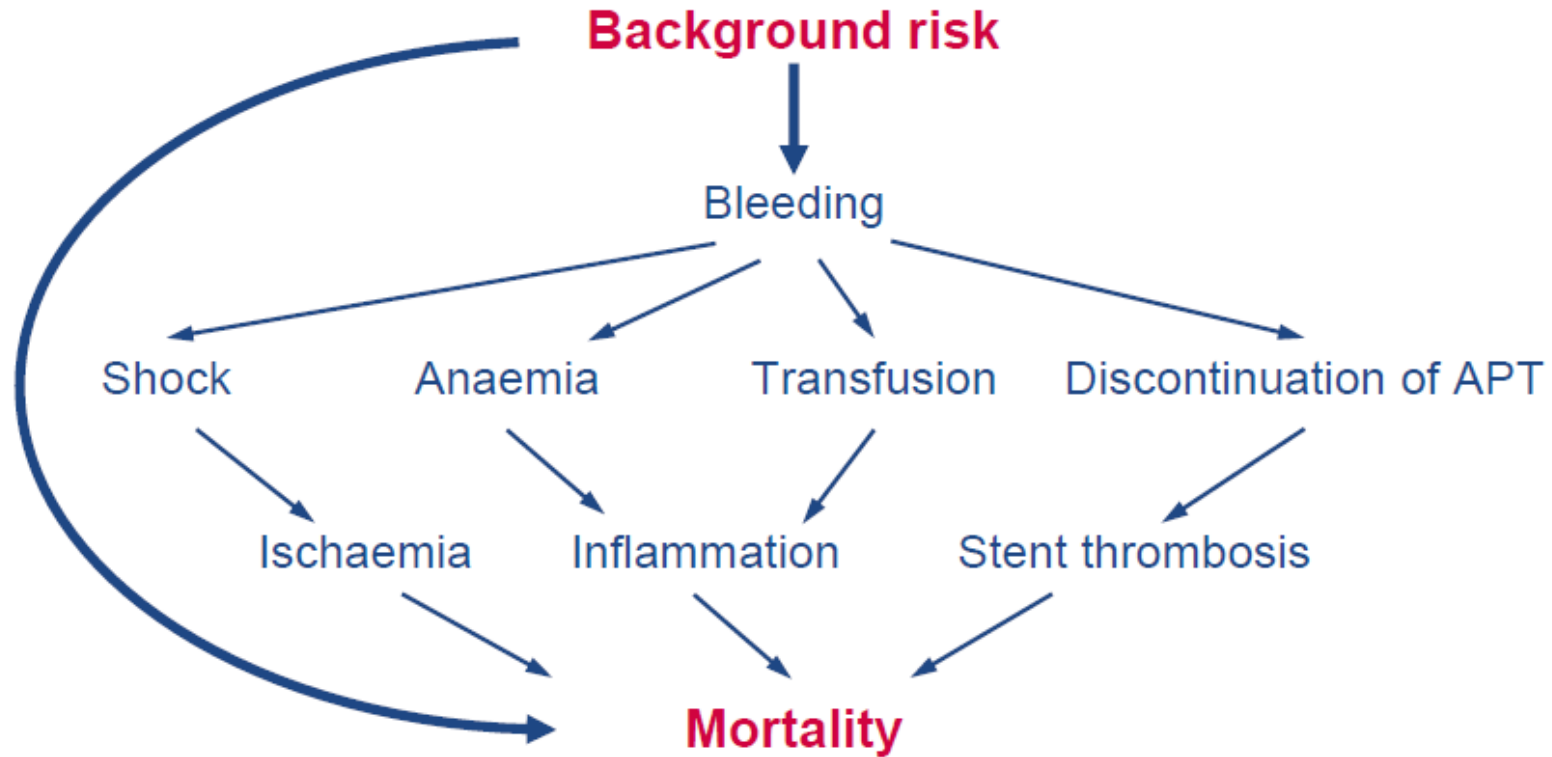 Background risk
Bleeding
Shock
Anaemia
Transfusion
Discontinuation of APT
Ischaemia
Inflammation
Stent thrombosis
Mortality